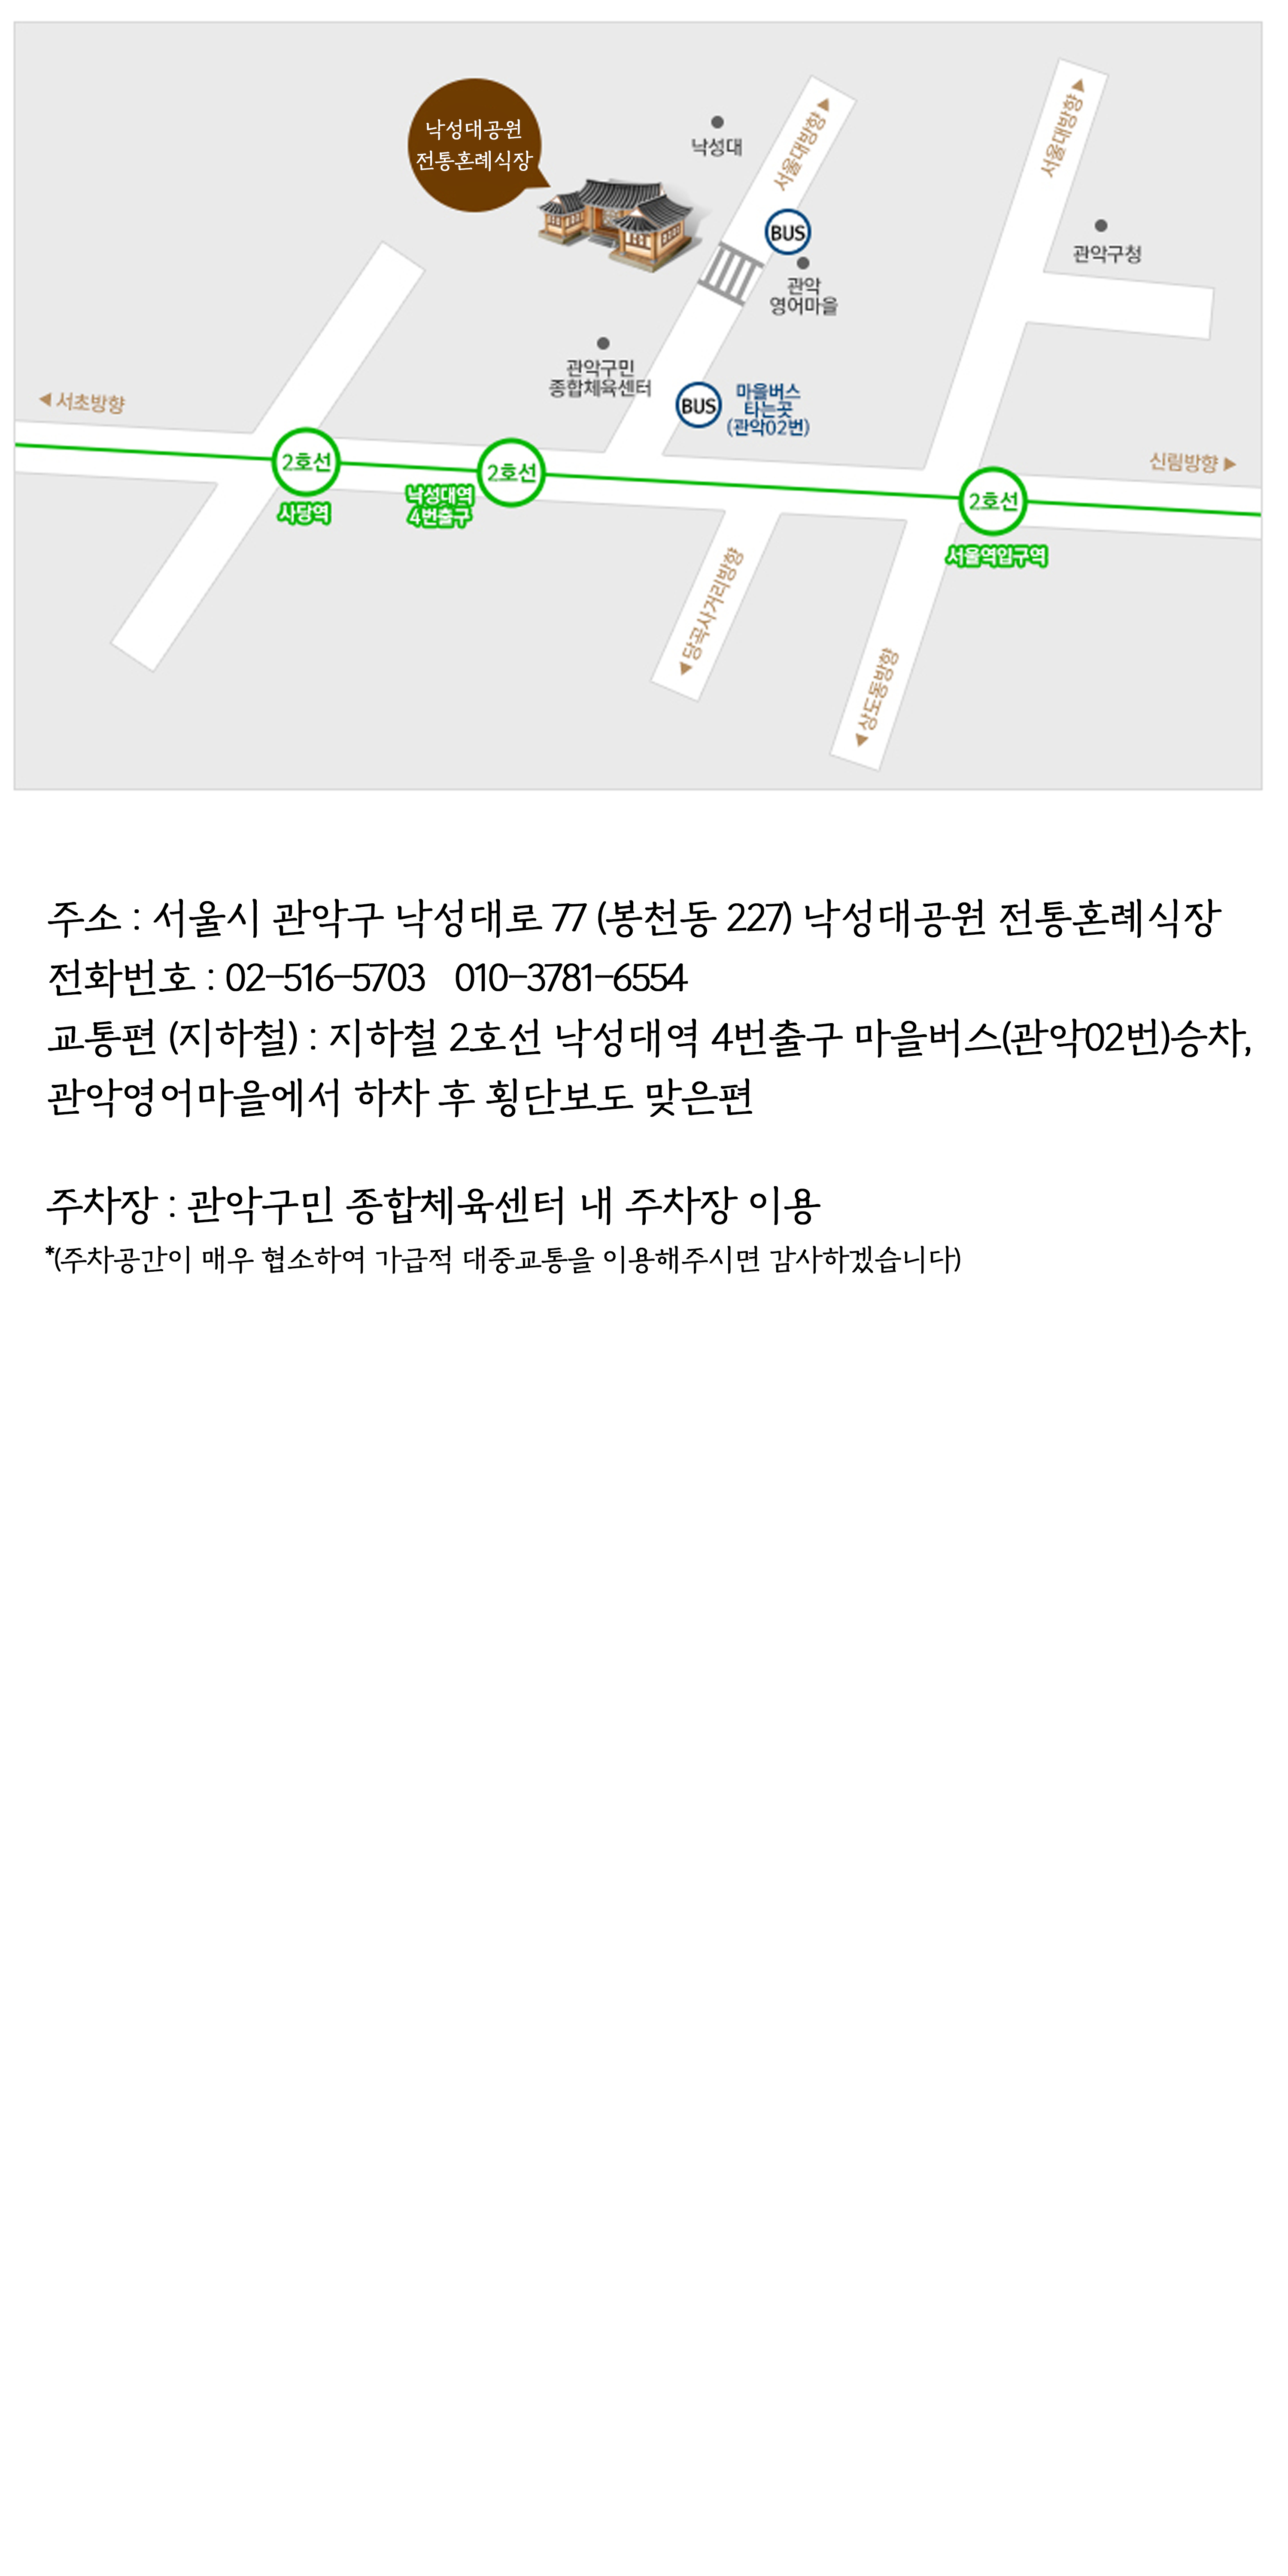 낙성대공원
전통혼례식장
낙성대
서울대방향
서울대방향
BUS
관악구청
관악
영어마을
관악구민
종합체육센터
BUS
마을버스
타는곳
(관악02번)
서초방향
2호선
사당역
2호선
낙성대역
4번출구
신림방향
2호선
서울역입구역
당곡사거리방향
상도동방향
주소 : 서울시 관악구 낙성대로 77 (봉천동 227) 낙성대공원 전통혼례식장
전화번호 : 02-516-5703 010-3781-6554
교통편 (지하철) : 지하철 2호선 낙성대역 4번출구 마을버스(관악02번)승차,
관악영어마을에서 하차 후 횡단보도 맞은편
주차장 : 관악구민 종합체육센터 내 주차장 이용
*(주차공간이 매우 협소하여 가급적 대중교통을 이용해주시면 감사하겠습니다)